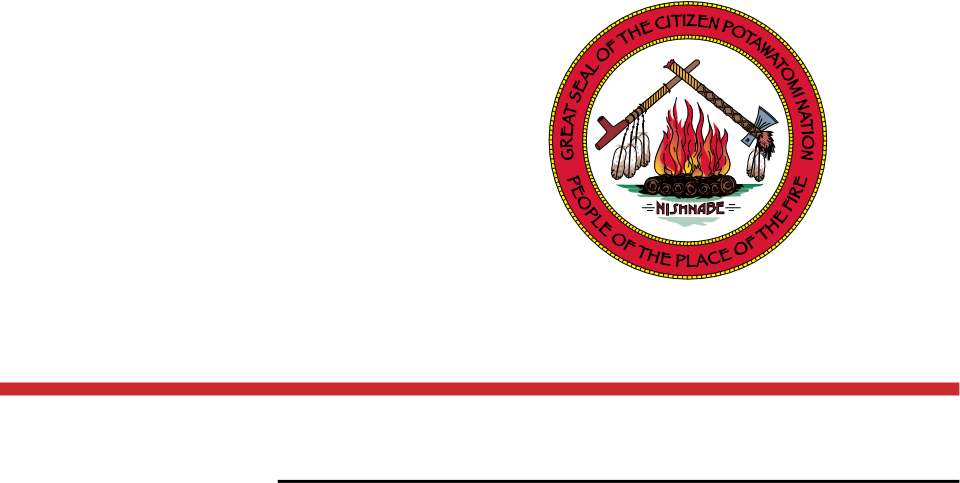 GREAT SEAL OF THE CITIZEN POTAWATOMI NATION
NISHNABE
PEOPLE OF THE PLACE OF THE FIRE